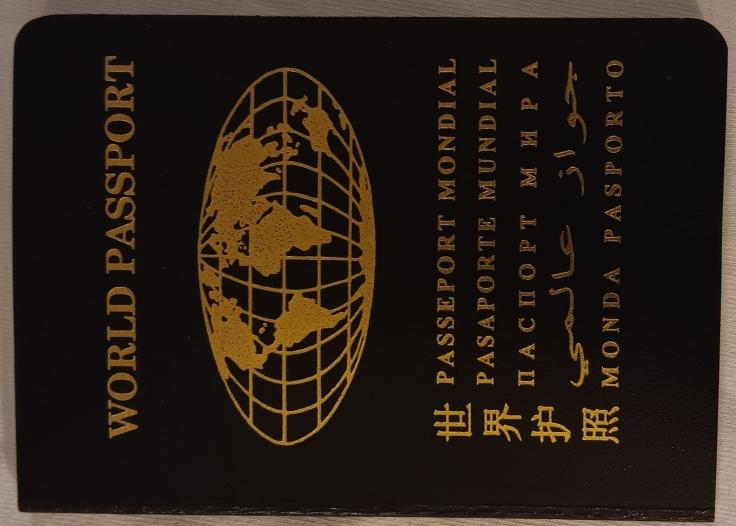 WORLD PASSPORT
PASSEPORT MONDIAL
PASAPORTE MUNDIAL
ПАСПОРТ МИРА
جواز عالمي
MONDA PASPORTO
世界护照